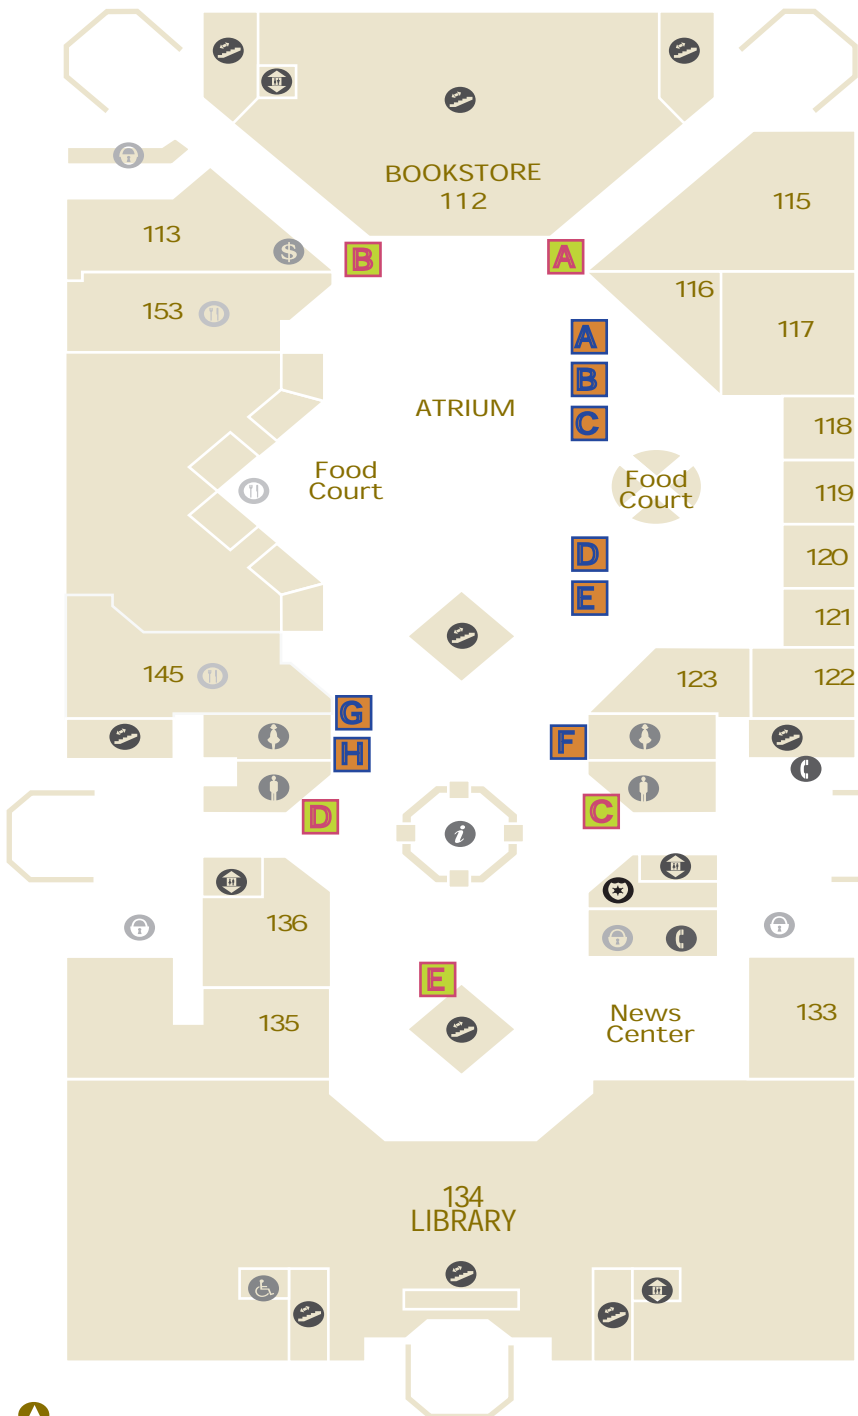 BOOKSTORE
112
115
113
$
B
A
116
153
117
A
B
ATRIUM
C
118
Food
Court
Food
Court
119
D
120
E
121
145
123
122
G
F
H
D
C
i
136
E
News
Center
133
135
134
LIBRARY